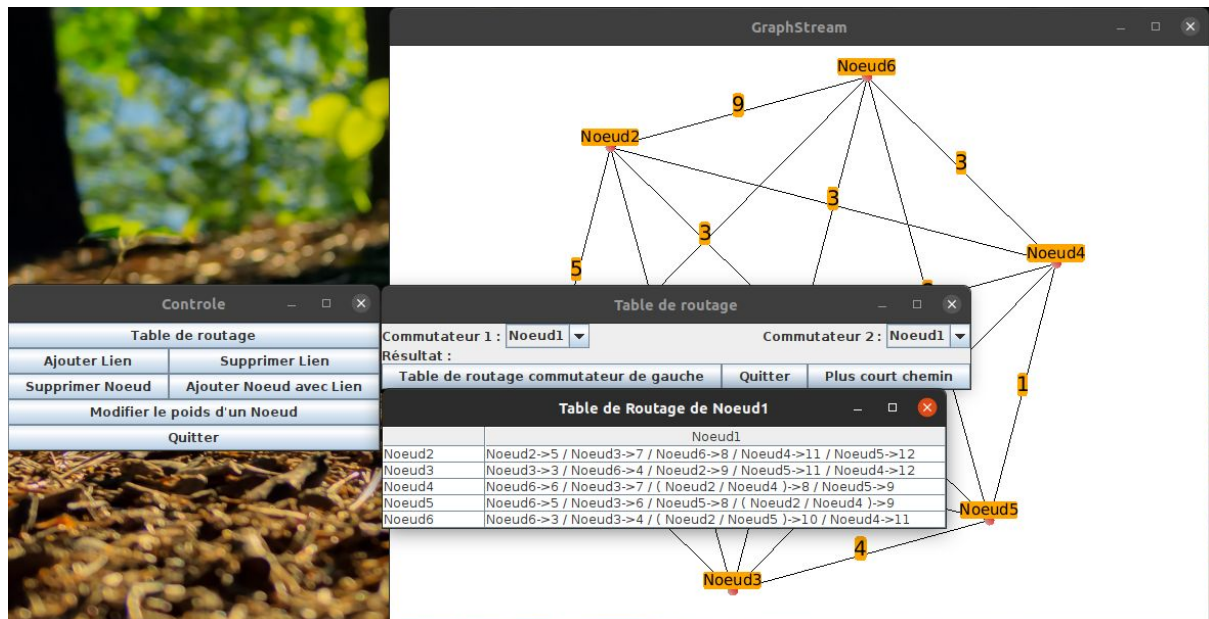 GraphStream
Noeud6
9
Noeud2
3
3
3
Noeud4
5
Controle
Table de routage
Ajouter Lien Supprimer Lien
Supprimer Noeud Ajouter Noeud avec Lien
Modifier le poids d'un Noeud
Quitter
Table de routage
Commutateur 1 : Noeud1 Commutateur 2 : Noeud1
Résultat :
Table de routage commutateur de gauche Quitter Plus court chemin
1
Table de Routage de Noeud1
Noeud1
Noeud2 Noeud2->5 / Noeud3->7 / Noeud6->8 / Noeud4->11 / Noeud5->12
Noeud3 Noeud3->3 / Noeud6->4 / Noeud2->9 / Noeud5->11 / Noeud4->12
Noeud4 Noeud6->6 / Noeud3->7 / ( Noeud2 / Noeud4 )->8 / Noeud5->9
Noeud5 Noeud6->5 / Noeud3->6 / Noeud5->8 / ( Noeud2 / Noeud4 )->9
Noeud6 Noeud6->3 / Noeud3->4 / ( Noeud2 / Noeud5 )->10 / Noeud4->11
Noeud5
4
Noeud3